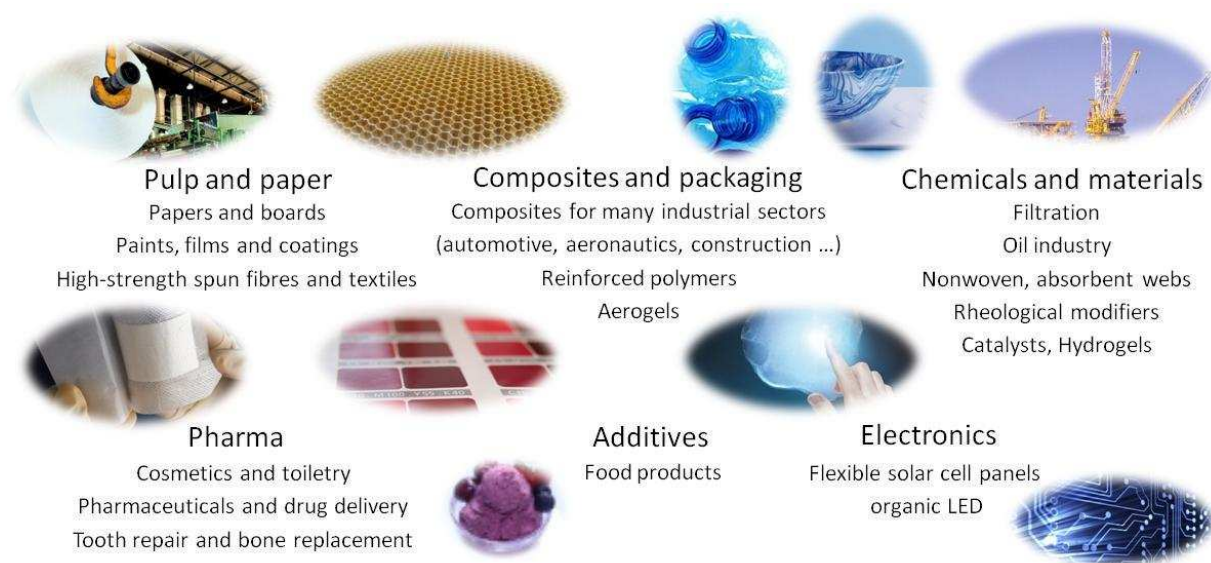 Pulp and paper
Papers and boards
Paints, films and coatings
High-strength spun fibres and textiles
Composites and packaging
Composites for many industrial sectors
(automotive, aeronautics, construction ...)
Reinforced polymers
Aerogels
Chemicals and materials
Filtration
Oil industry
Nonwoven, absorbent webs
Rheological modifiers
Catalysts, Hydrogels
M100 Y55 K40
Pharma
Cosmetics and toiletry
Pharmaceuticals and drug delivery
Tooth repair and bone replacement
Additives
Food products
Electronics
Flexible solar cell panels
organic LED